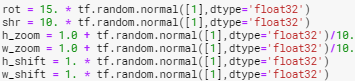 rot = 15. * tf.random.normal([1],dtype='float32')
shr = 10. * tf.random.normal([1],dtype='float32')
h_zoom = 1.0 + tf.random.normal([1],dtype='float32')/10.
w_zoom = 1.0 + tf.random.normal([1],dtype='float32')/10.
h_shift = 1. * tf.random.normal([1],dtype='float32')
w_shift = 1. * tf.random.normal([1],dtype='float32')